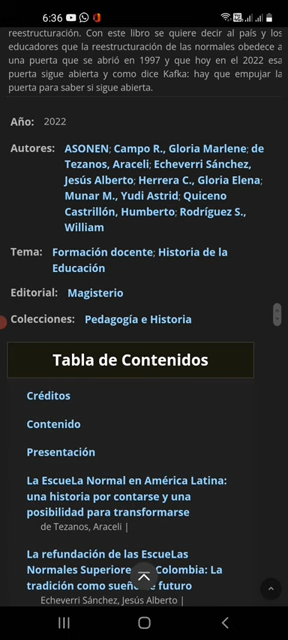 6:36
reestructuración. Con este libro se quiere decir al país y los
educadores que la reestructuración de las normales obedece a
una puerta que se abrió en 1997 y que hoy en el 2022 esa
puerta sigue abierta y como dice Kafka: hay que empujar la
puerta para saber si sigue abierta.
Año: 2022
Autores: ASONEN; Campo R., Gloria Marlene; de
Tezanos, Araceli; Echeverri Sánchez,
Jesús Alberto; Herrera C., Gloria Elena;
Munar M., Yudi Astrid; Quiceno
Castrillón, Humberto; Rodríguez S.,
William
Tema: Formación docente; Historia de la
Educación
Editorial: Magisterio
Colecciones: Pedagogía e Historia
Tabla de Contenidos
Créditos
Contenido
Presentación
La EscueLa Normal en América Latina:
una historia por contarse y una
posibilidad para transformarse
de Tezanos, Araceli |
La refundación de las EscueLas
Normales Superiore Colombia: La
tradición como sueño futuro
Echeverri Sánchez, Jesús Alberto |